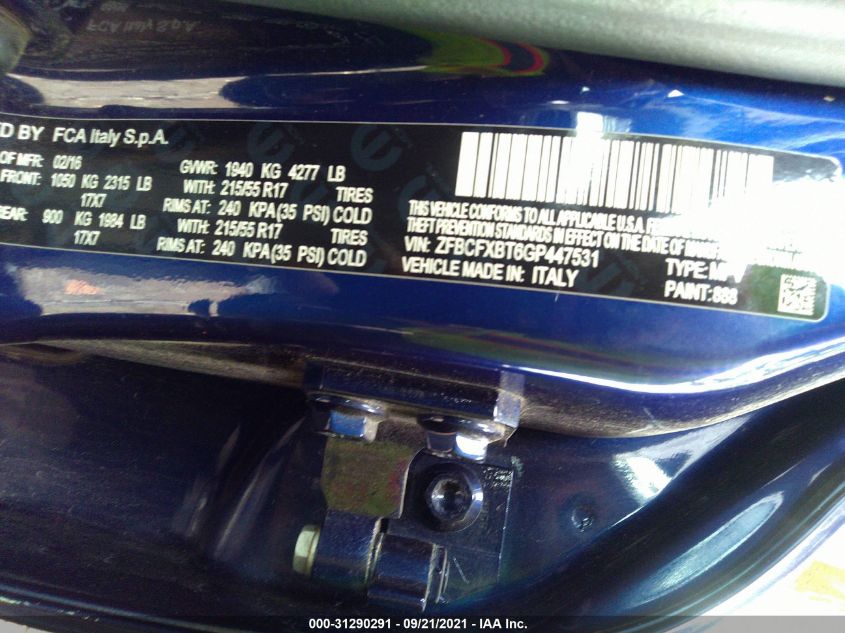 FCA Italy S.p.A.
D BY FCA Italy S.p.A.
OF MFR: 02/16 GVWR: 1940 KG 4277 LB
FRONT: 1050 KG 2315 LB WITH: 215/55 R17 TIRES
17X7 RIMS AT: 240 KPA(35 PSI) COLD
EAR: 900 KG 1984 LB WITH: 215/55 R17 TIRES
17X7 RIMS AT: 240 KPA(35 PSI) COLD
THIS VEHICLE CONFORMS TO ALL APPLICABLE U.S.A.
THEFT PREVENTION STANDARDS IN EFFECT ON THE DATE OF
VIN: ZFBCFXBT6GP447531 TYPE: MP
VEHICLE MADE IN: ITALY PAINT: 888
000-31290291 - 09/21/2021 - IAA Inc.